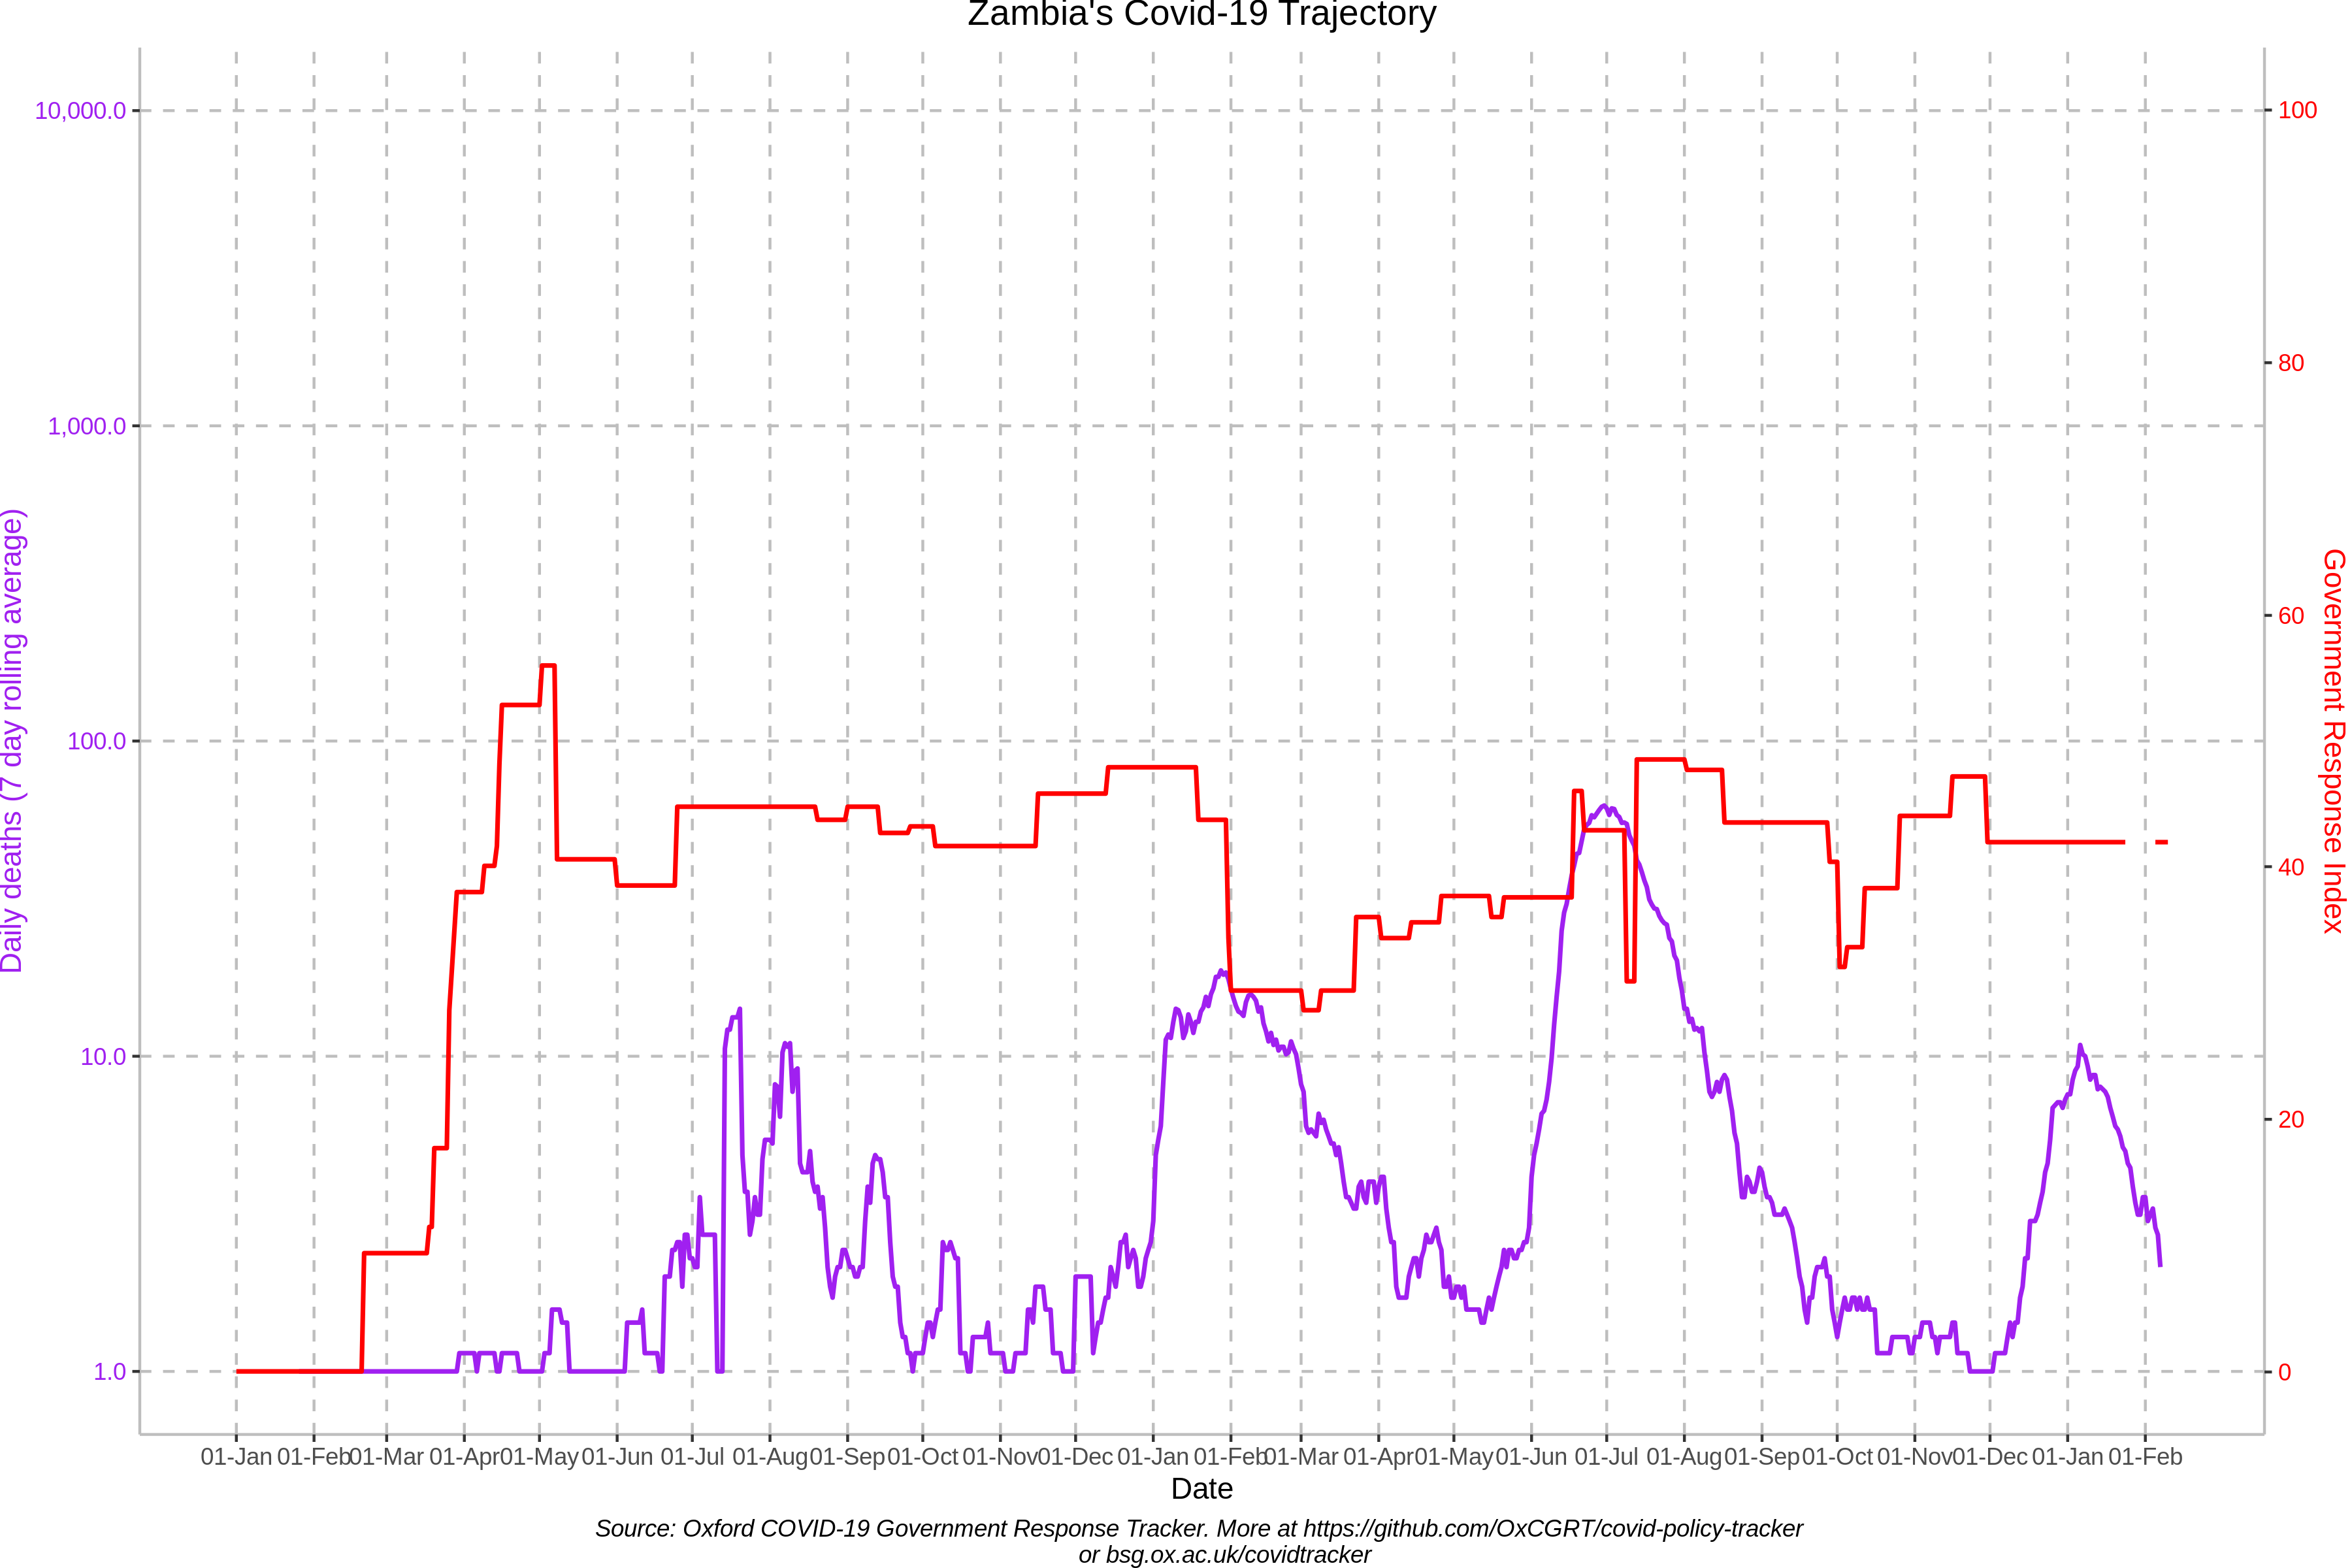 Zambia's Covid-19 Trajectory
10,000.0
1,000.0
100.0
10.0
1.0
Daily deaths (7 day rolling average)
100
80
60
40
20
0
Government Response Index
01-Jan 01-Feb 01-Mar 01-Apr 01-May 01-Jun 01-Jul 01-Aug 01-Sep 01-Oct 01-Nov 01-Dec 01-Jan 01-Feb 01-Mar 01-Apr 01-May 01-Jun 01-Jul 01-Aug 01-Sep 01-Oct 01-Nov 01-Dec 01-Jan 01-Feb
Date
Source: Oxford COVID-19 Government Response Tracker. More at https://github.com/OxCGRT/covid-policy-tracker
or bsg.ox.ac.uk/covidtracker